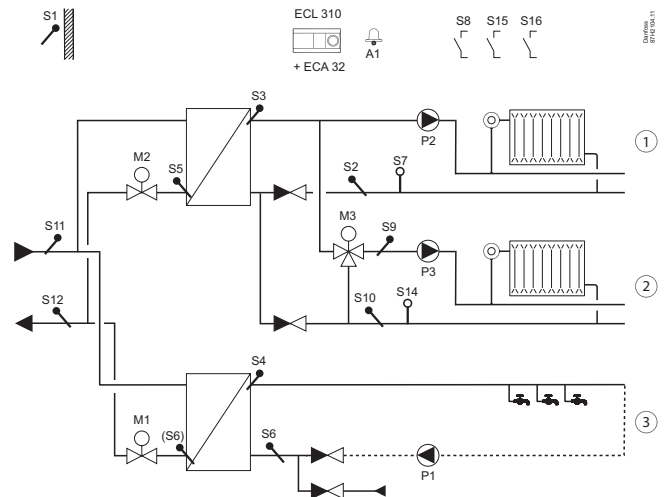 S1
ECL 310
+ ECA 32
A1
S8
S15
S16
Danfoss
87H2104.11
S3
P2
1
M2
S5
S2
S7
S11
M3
S9
P3
2
S12
S10
S14
S4
M1
(S6)
S6
P1
3